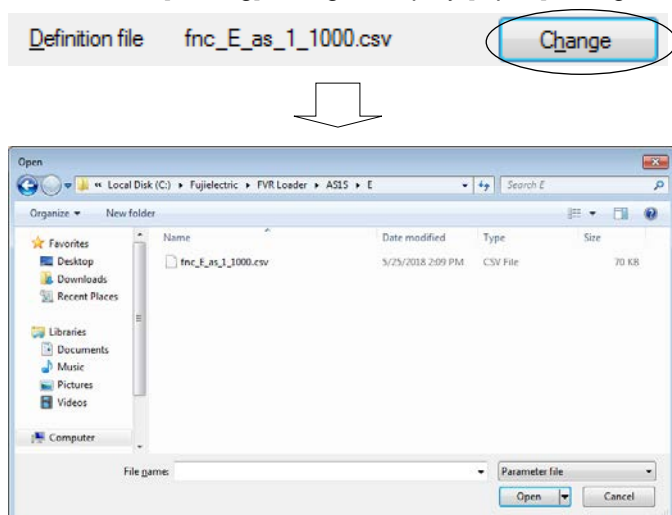 Definition file fnc_E_as_1_1000.csv Change
Open
« Local Disk (C:) ▸ Fujielectric ▸ FVR Loader ▸ AS1S ▸ E Search E
Organize ▾ New folder
Favorites
Desktop
Downloads
Recent Places
Libraries
Documents
Music
Pictures
Videos
Computer
Name Date modified Type Size
fnc_E_as_1_1000.csv 5/25/2018 2:09 PM CSV File 70 KB
File name: Parameter file
Open Cancel